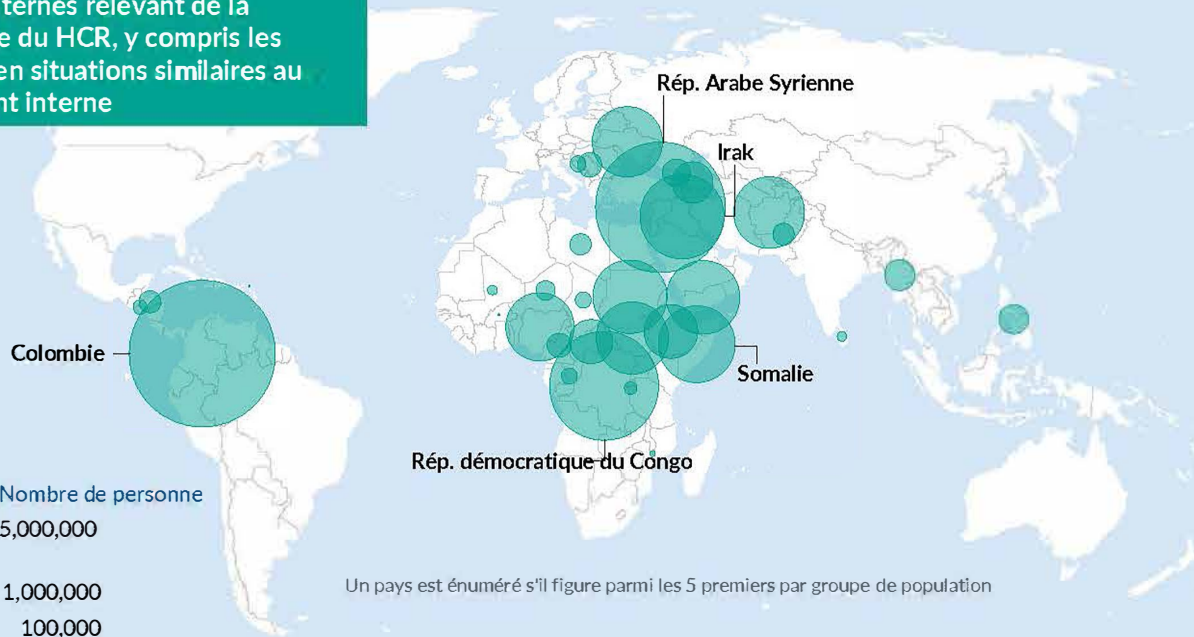 ternes relevant de la
e du HCR, y compris les
en situations similaires au
nt interne
Rép. Arabe Syrienne
Irak
Colombie
Somalie
Rép. démocratique du Congo
Nombre de personne
5,000,000
1,000,000
100,000
Un pays est énuméré s'il figure parmi les 5 premiers par groupe de population